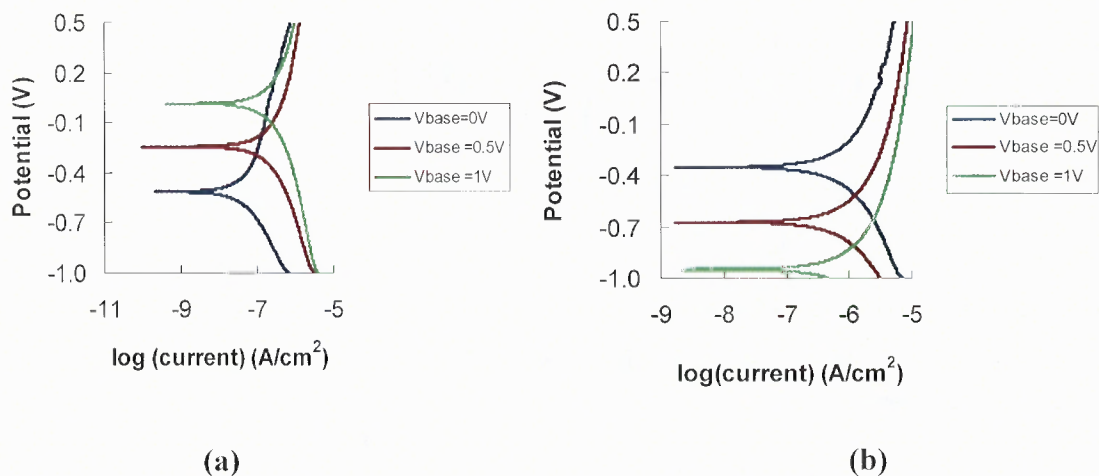 0.5
0.2
-0.1
-0.4
-0.7
-1.0
Potential (V)
-11
-9
-7
-5
log (current) (A/cm²)
Vbase=0V
Vbase =0.5V
Vbase =1V
(a)
0.5
0.2
-0.1
-0.4
-0.7
-1.0
Potential (V)
-9
-8
-7
-6
-5
log(current) (A/cm²)
Vbase=0V
Vbase =0.5V
Vbase =1V
(b)